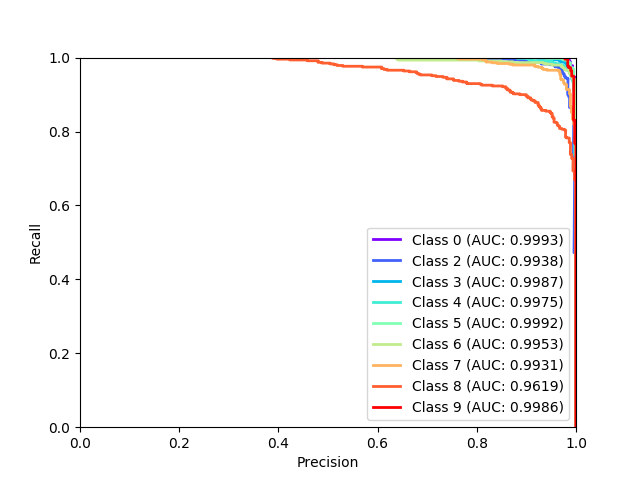 1.0
0.8
0.6
0.4
0.2
0.0
Recall
0.0 0.2 0.4 0.6 0.8 1.0
Precision
Class 0 (AUC: 0.9993)
Class 2 (AUC: 0.9938)
Class 3 (AUC: 0.9987)
Class 4 (AUC: 0.9975)
Class 5 (AUC: 0.9992)
Class 6 (AUC: 0.9953)
Class 7 (AUC: 0.9931)
Class 8 (AUC: 0.9619)
Class 9 (AUC: 0.9986)